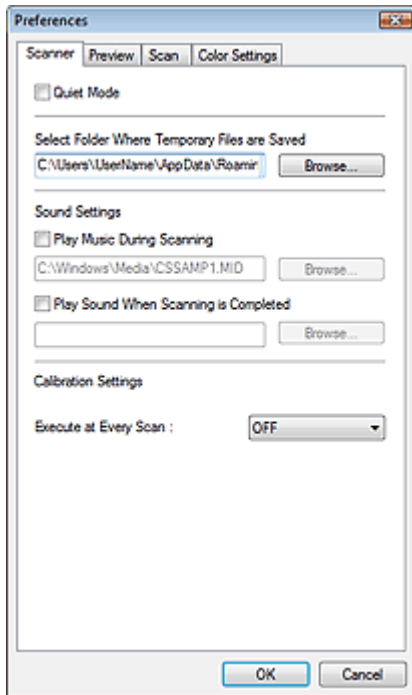 Preferences
Scanner Preview Scan Color Settings
Quiet Mode
Select Folder Where Temporary Files are Saved
C:\Users\UserName\AppData\Roamin Browse...
Sound Settings
Play Music During Scanning
C:\Windows\Media\CSSAMP1.MID Browse...
Play Sound When Scanning is Completed
Browse...
Calibration Settings
Execute at Every Scan : OFF
OK Cancel